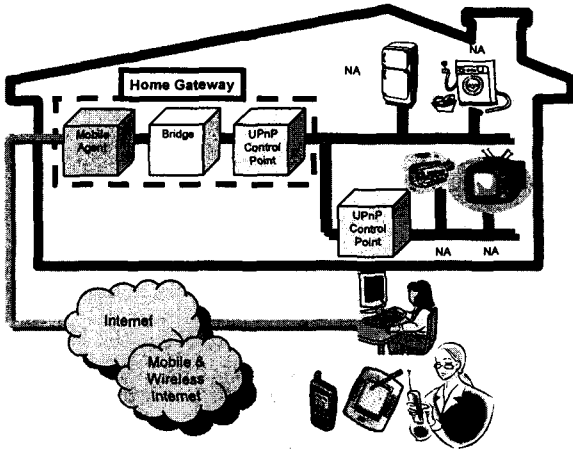 NA
NA
Home Gateway
Mobile
Agent
Bridge
UPnP
Control
Point
UPnP
Control
Point
NA
NA
NA
Internet
Mobile &
Wireless
Internet